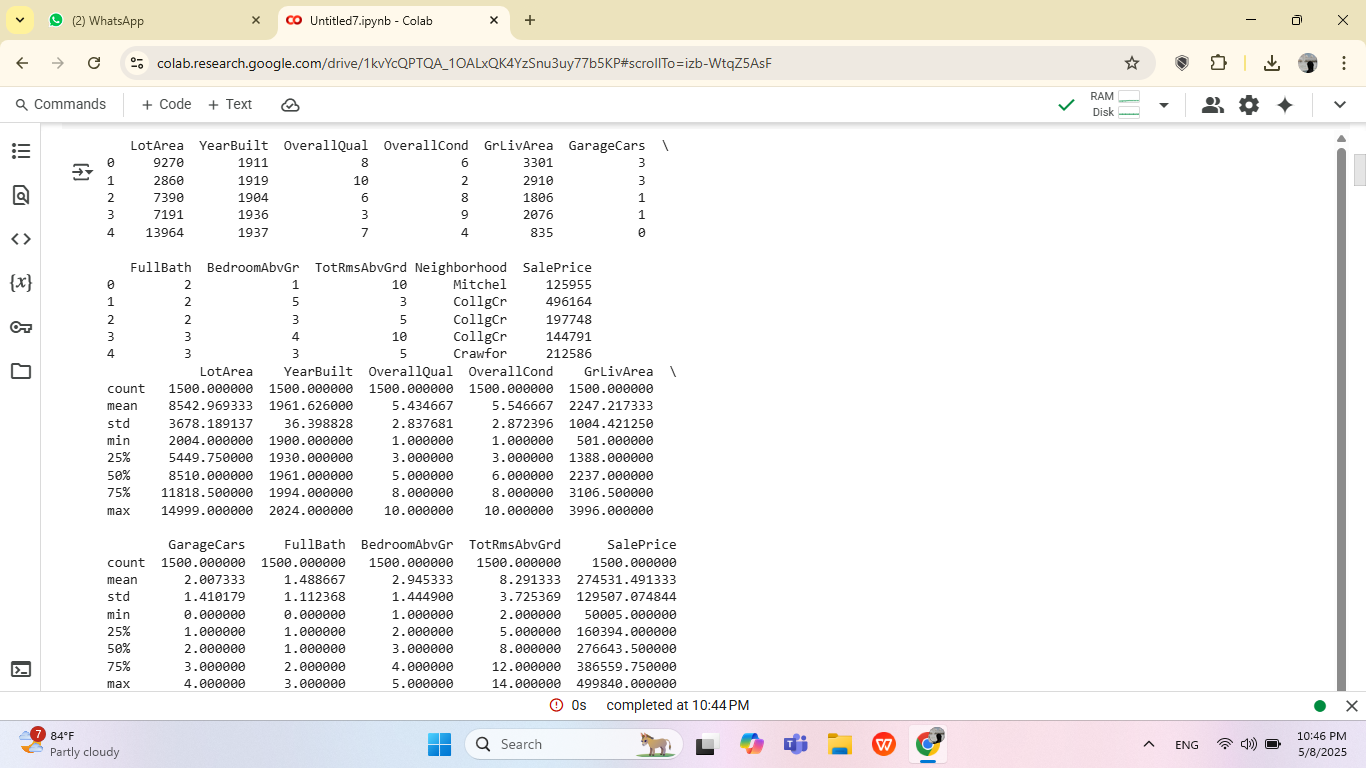 (2) WhatsApp
Untitled7.ipynb - Colab
colab.research.google.com/drive/1kvYcQPTQA_1OALxQK4YzSnu3uy77b5KP#scrollTo=izb-WtqZ5AsF
Commands + Code + Text
RAM
Disk
LotArea YearBuilt OverallQual OverallCond GrLivArea GarageCars \
0 9270 1911 8 6 3301 3
1 2860 1919 10 2 2910 3
2 7390 1904 6 8 1806 1
3 7191 1936 3 9 2076 1
4 13964 1937 7 4 835 0
FullBath BedroomAbvGr TotRmsAbvGrd Neighborhood SalePrice
0 2 1 10 Mitchel 125955
1 2 5 3 CollgCr 496164
2 2 3 5 CollgCr 197748
3 3 4 10 CollgCr 144791
4 3 3 5 Crawfor 212586
LotArea YearBuilt OverallQual OverallCond GrLivArea \
count 1500.000000 1500.000000 1500.000000 1500.000000 1500.000000
mean 8542.969333 1961.626000 5.434667 5.546667 2247.217333
std 3678.189137 36.398828 2.837681 2.872396 1004.421250
min 2004.000000 1900.000000 1.000000 1.000000 501.000000
25% 5449.750000 1930.000000 3.000000 3.000000 1388.000000
50% 8510.000000 1961.000000 5.000000 6.000000 2237.000000
75% 11818.500000 1994.000000 8.000000 8.000000 3106.500000
max 14999.000000 2024.000000 10.000000 10.000000 3996.000000
GarageCars FullBath BedroomAbvGr TotRmsAbvGrd SalePrice
count 1500.000000 1500.000000 1500.000000 1500.000000 1500.000000
mean 2.007333 1.488667 2.945333 8.291333 274531.491333
std 1.410179 1.112368 1.444900 3.725369 129507.074844
min 0.000000 0.000000 1.000000 2.000000 50005.000000
25% 1.000000 1.000000 2.000000 5.000000 160394.000000
50% 2.000000 1.000000 3.000000 8.000000 276643.500000
75% 3.000000 2.000000 4.000000 12.000000 386559.750000
max 4.000000 3.000000 5.000000 14.000000 499840.000000
0s completed at 10:44 PM
7
84°F
Partly cloudy
Search
ENG
10:46 PM
5/8/2025